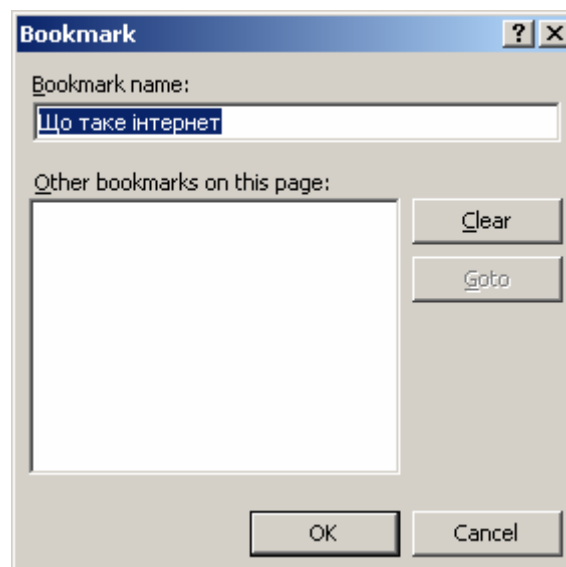 Bookmark
Bookmark name:
Що таке інтернет
Other bookmarks on this page:
Clear
Goto
OK Cancel